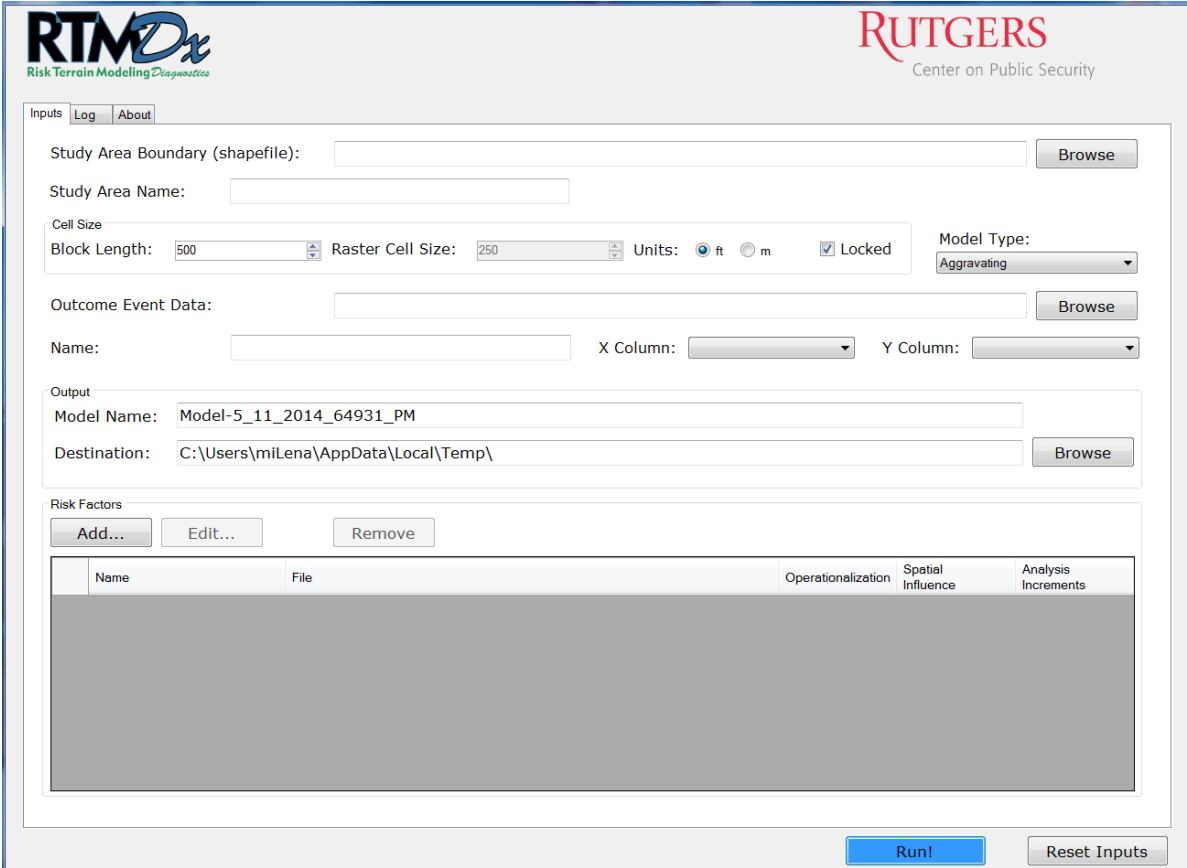 RTMDx
Risk Terrain Modeling Diagnostics
RUTGERS
Center on Public Security
Inputs Log About
Study Area Boundary (shapefile): Browse
Study Area Name:
Cell Size
Block Length: 500 Raster Cell Size: 250 Units: ft m Locked
Model Type:
Aggravating
Outcome Event Data: Browse
Name: X Column: Y Column:
Output
Model Name: Model-5_11_2014_64931_PM
Destination: C:\Users\miLena\AppData\Local\Temp\ Browse
Risk Factors
Add... Edit... Remove
Name File Operationalization Spatial Influence Analysis Increments
Run! Reset Inputs